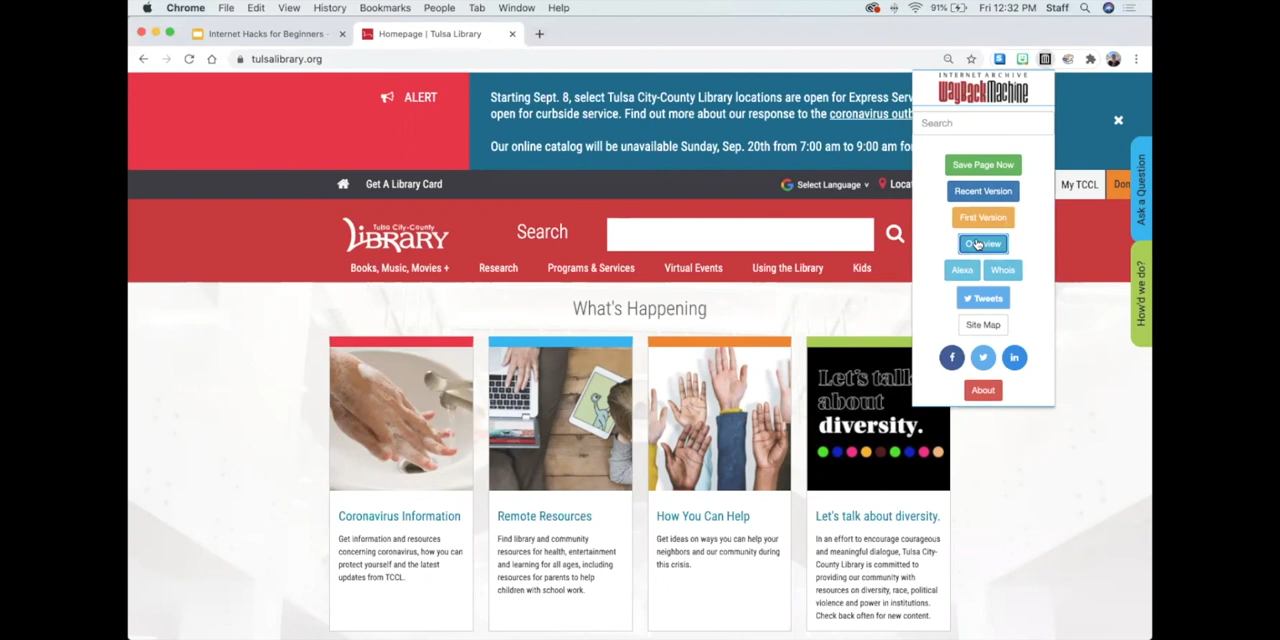 Chrome File Edit View History Bookmarks People Tab Window Help
91% Fri 12:32 PM Staff
Internet Hacks for Beginners -
Homepage | Tulsa Library
tulsalibrary.org
INTERNET ARCHIVE
WayBackMachine
Search
Save Page Now
Recent Version
First Version
Alexa Whois
Tweets
Site Map
About
ALERT
Starting Sept. 8, select Tulsa City-County Library locations are open for Express Serv
open for curbside service. Find out more about our response to the coronavirus out
Our online catalog will be unavailable Sunday, Sep. 20th from 7:00 am to 9:00 am for
Get A Library Card
Select Language
Loca
My TCCL
Don
Ask a Question
How'd we do?
Tulsa City-County
LIBRARY
Search
Books, Music, Movies + Research Programs & Services Virtual Events Using the Library Kids
What's Happening
Let's talk
about
diversity.
Coronavirus Information
Get information and resources
concerning coronavirus, how you can
protect yourself and the latest
updates from TCCL.
Remote Resources
Find library and community
resources for health, entertainment
and learning for all ages, including
resources for parents to help
children with school work.
How You Can Help
Get ideas on ways you can help your
neighbors and our community during
this crisis.
Let's talk about diversity.
In an effort to encourage courageous
and meaningful dialogue, Tulsa City-
County Library is committed to
providing our community with
resources on diversity, race, political
violence and power in institutions.
Check back often for new content.